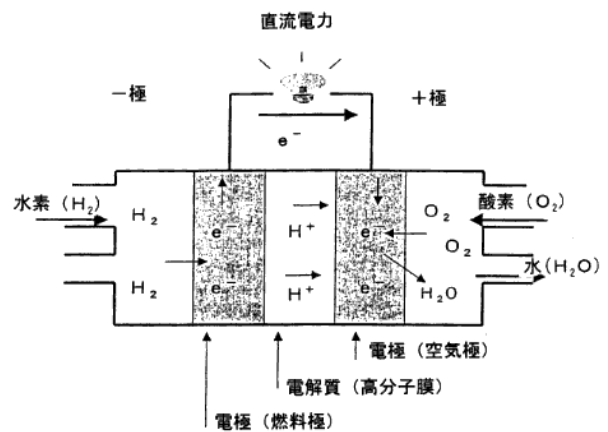 直流電力
－極
＋極
e⁻
水素（H₂）
H₂
e⁻
H⁺
e⁻
O₂
酸素（O₂）
O₂
H₂
e⁻
H⁺
e⁻
H₂O
水（H₂O）
電極（空気極）
電解質（高分子膜）
電極（燃料極）